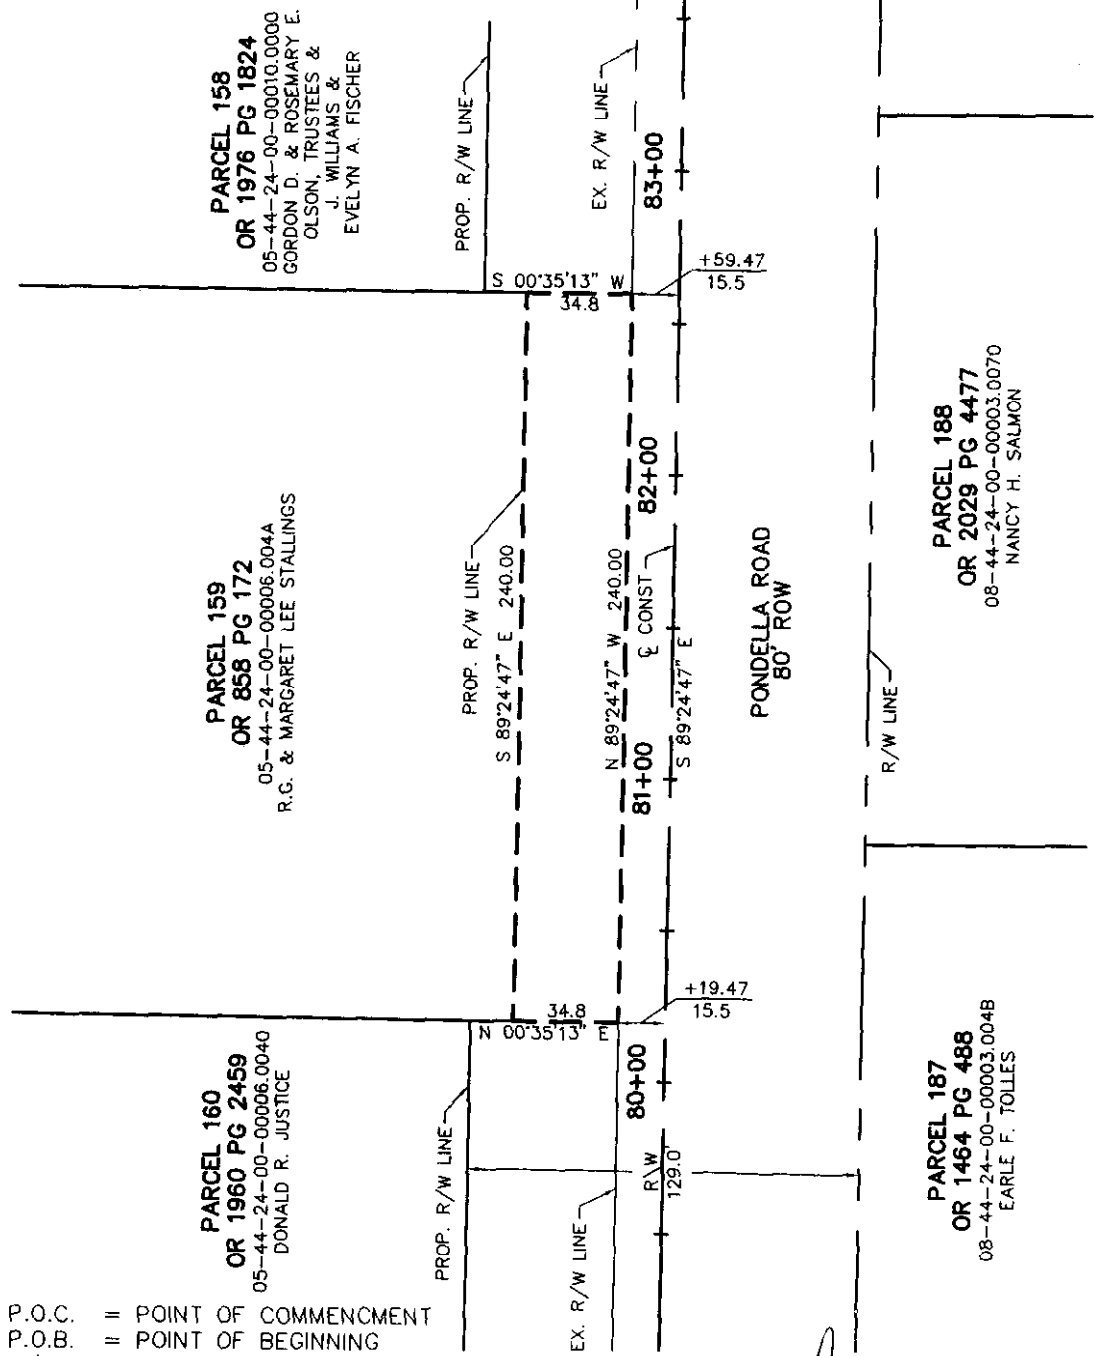 PARCEL 158
OR 1976 PG 1824
05-44-24-00-00010.0000
GORDON D. & ROSEMARY E.
OLSON, TRUSTEES &
J. WILLIAMS &
EVELYN A. FISCHER
PROP. R/W LINE
EX. R/W LINE
83+00
S 00°35'13" W
34.8
+59.47
15.5
PARCEL 159
OR 858 PG 172
05-44-24-00-00006.004A
R.G. & MARGARET LEE STALLINGS
PROP. R/W LINE
S 89°24'47" E 240.00
N 89°24'47" W 240.00
82+00
℄ CONST
81+00
S 89°24'47" E
PONDELLA ROAD
80' ROW
R/W LINE
PARCEL 188
OR 2029 PG 4477
08-44-24-00-00003.0070
NANCY H. SALMON
34.8
N 00°35'13" E
+19.47
15.5
PARCEL 160
OR 1960 PG 2459
05-44-24-00-00006.0040
DONALD R. JUSTICE
PROP. R/W LINE
EX. R/W LINE
80+00
R/W
129.0'
PARCEL 187
OR 1464 PG 488
08-44-24-00-00003.004B
EARLE F. TOLLES
P.O.C. = POINT OF COMMENCMENT
P.O.B. = POINT OF BEGINNING